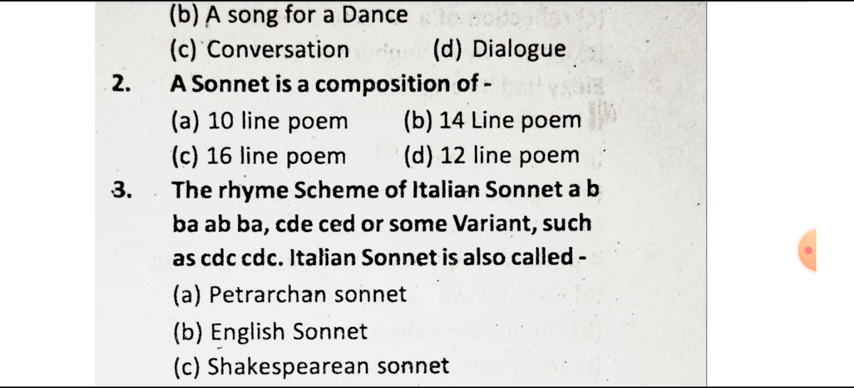 (b) A song for a Dance
(c) Conversation (d) Dialogue
2. A Sonnet is a composition of -
(a) 10 line poem (b) 14 Line poem
(c) 16 line poem (d) 12 line poem
3. The rhyme Scheme of Italian Sonnet a b
ba ab ba, cde ced or some Variant, such
as cdc cdc. Italian Sonnet is also called -
(a) Petrarchan sonnet
(b) English Sonnet
(c) Shakespearean sonnet